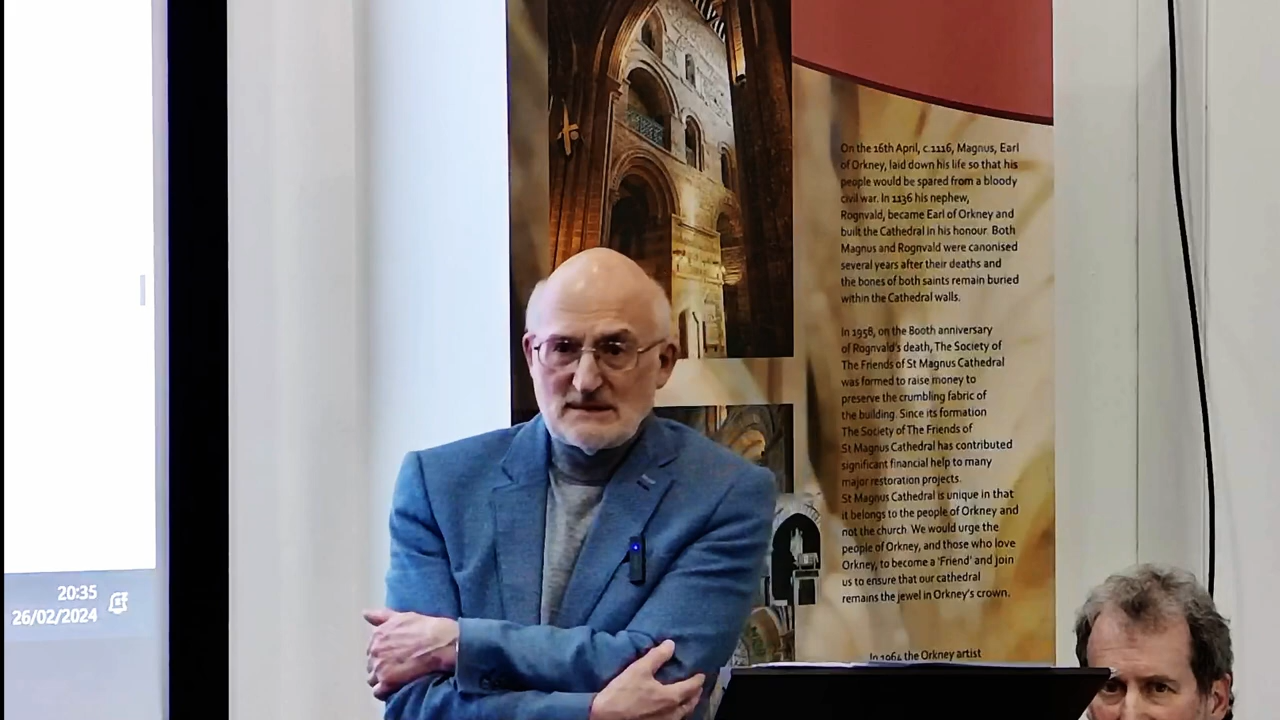 On the 16th April, c.1116, Magnus, Earl
of Orkney, laid down his life so that his
people would be spared from a bloody
civil war. In 1136 his nephew,
Rognvald, became Earl of Orkney and
built the Cathedral in his honour. Both
Magnus and Rognvald were canonised
several years after their deaths and
the bones of both saints remain buried
within the Cathedral walls.
In 1958, on the 800th anniversary
of Rognvald's death, The Society of
The Friends of St Magnus Cathedral
was formed to raise money to
preserve the crumbling fabric of
the building. Since its formation
The Society of The Friends of
St Magnus Cathedral has contributed
significant financial help to many
major restoration projects.
St Magnus Cathedral is unique in that
it belongs to the people of Orkney and
not the church. We would urge the
people of Orkney, and those who love
Orkney, to become a 'Friend' and join
us to ensure that our cathedral
remains the jewel in Orkney's crown.
In 1964 the Orkney artist
20:35
26/02/2024